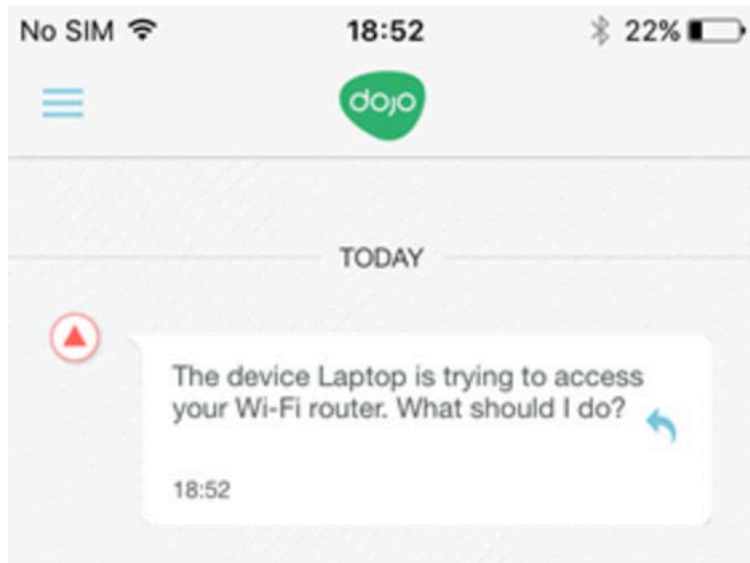 No SIM 18:52 22%
dojo
TODAY
The device Laptop is trying to access
your Wi-Fi router. What should I do?
18:52